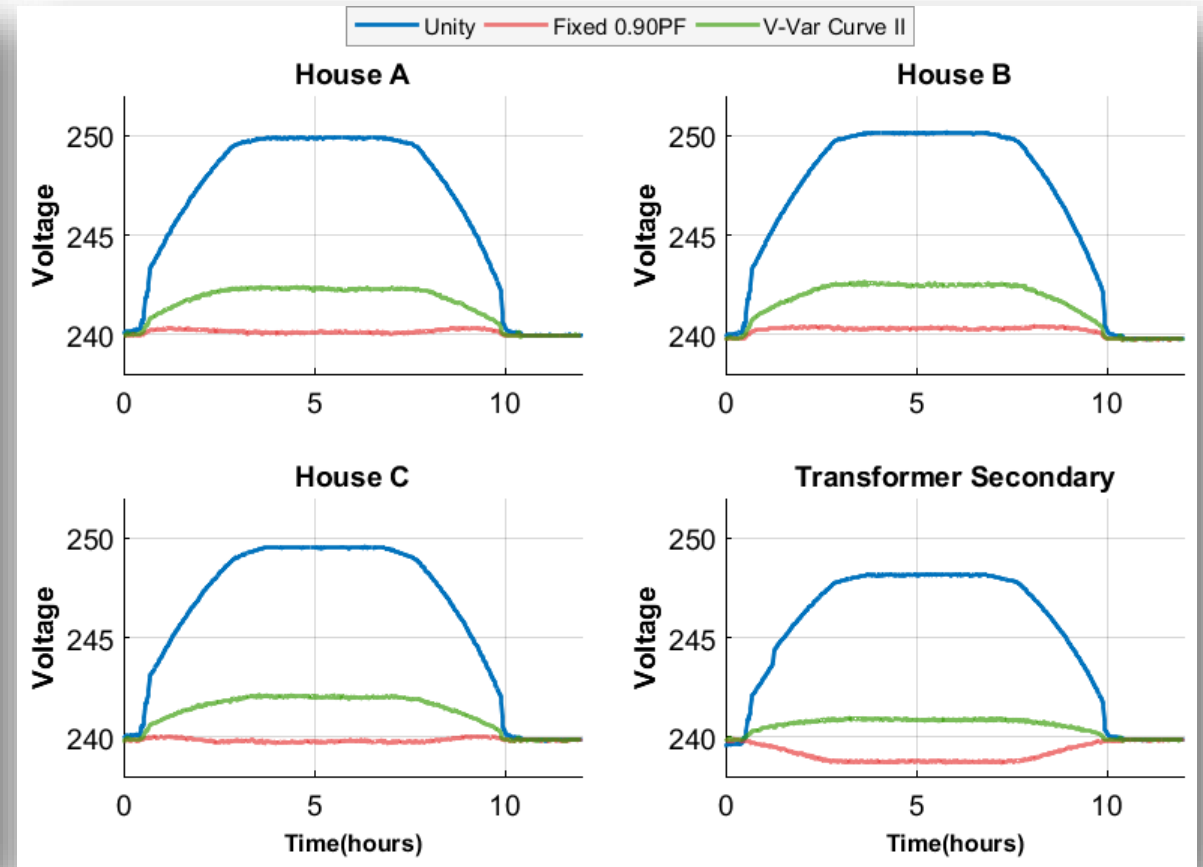 Unity Fixed 0.90PF V-Var Curve II
House A
Voltage
250
245
240
0 5 10
House B
Voltage
250
245
240
0 5 10
House C
Voltage
250
245
240
0 5 10
Time(hours)
Transformer Secondary
Voltage
250
245
240
0 5 10
Time(hours)